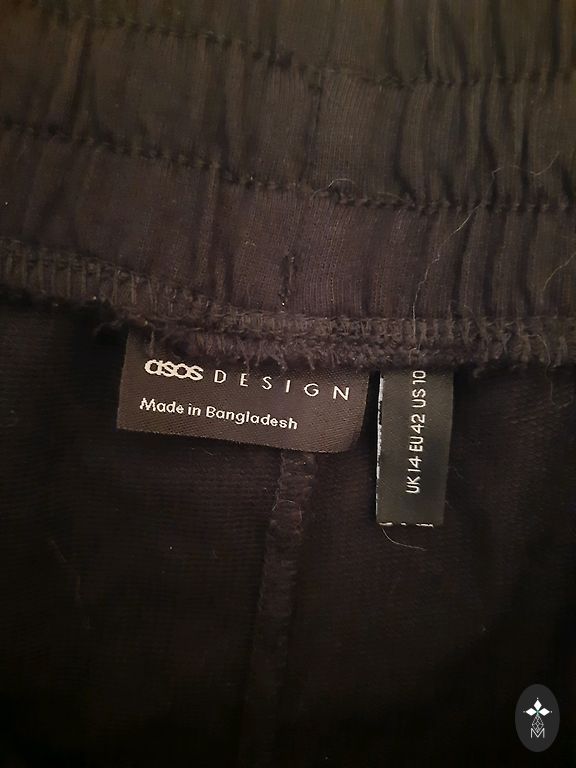 asos DESIGN
Made in Bangladesh
UK 14 EU 42 US 10
M